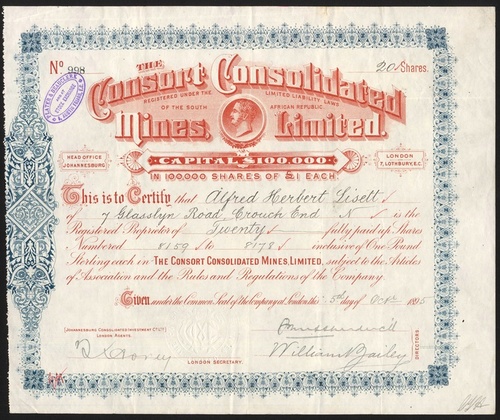 THE
No 998
20 Shares.
Consort Consolidated
REGISTERED UNDER THE LIMITED LIABILITY LAWS
OF THE SOUTH AFRICAN REPUBLIC
Mines, Limited.
HEAD OFFICE
JOHANNESBURG
CAPITAL £100,000
LONDON
7, LOTHBURY, E.C.
IN 100,000 SHARES OF £1 EACH
This is to Certify that Alfred Herbert Lisell
of 7 Glasslyn Road, Crouch End N is the
Registered Proprietor of Twenty fully paid up Shares
Numbered 8159 to 8178 inclusive of One Pound
Sterling each in THE CONSORT CONSOLIDATED MINES, LIMITED, subject to the Articles
of Association and the Rules and Regulations of the Company.
Given under the Common Seal of the Company at London this 5th day of Octr 1895
JOHANNESBURG CONSOLIDATED INVESTMENT Co Ld
LONDON AGENTS.
LONDON SECRETARY.
William Bailey
DIRECTORS.